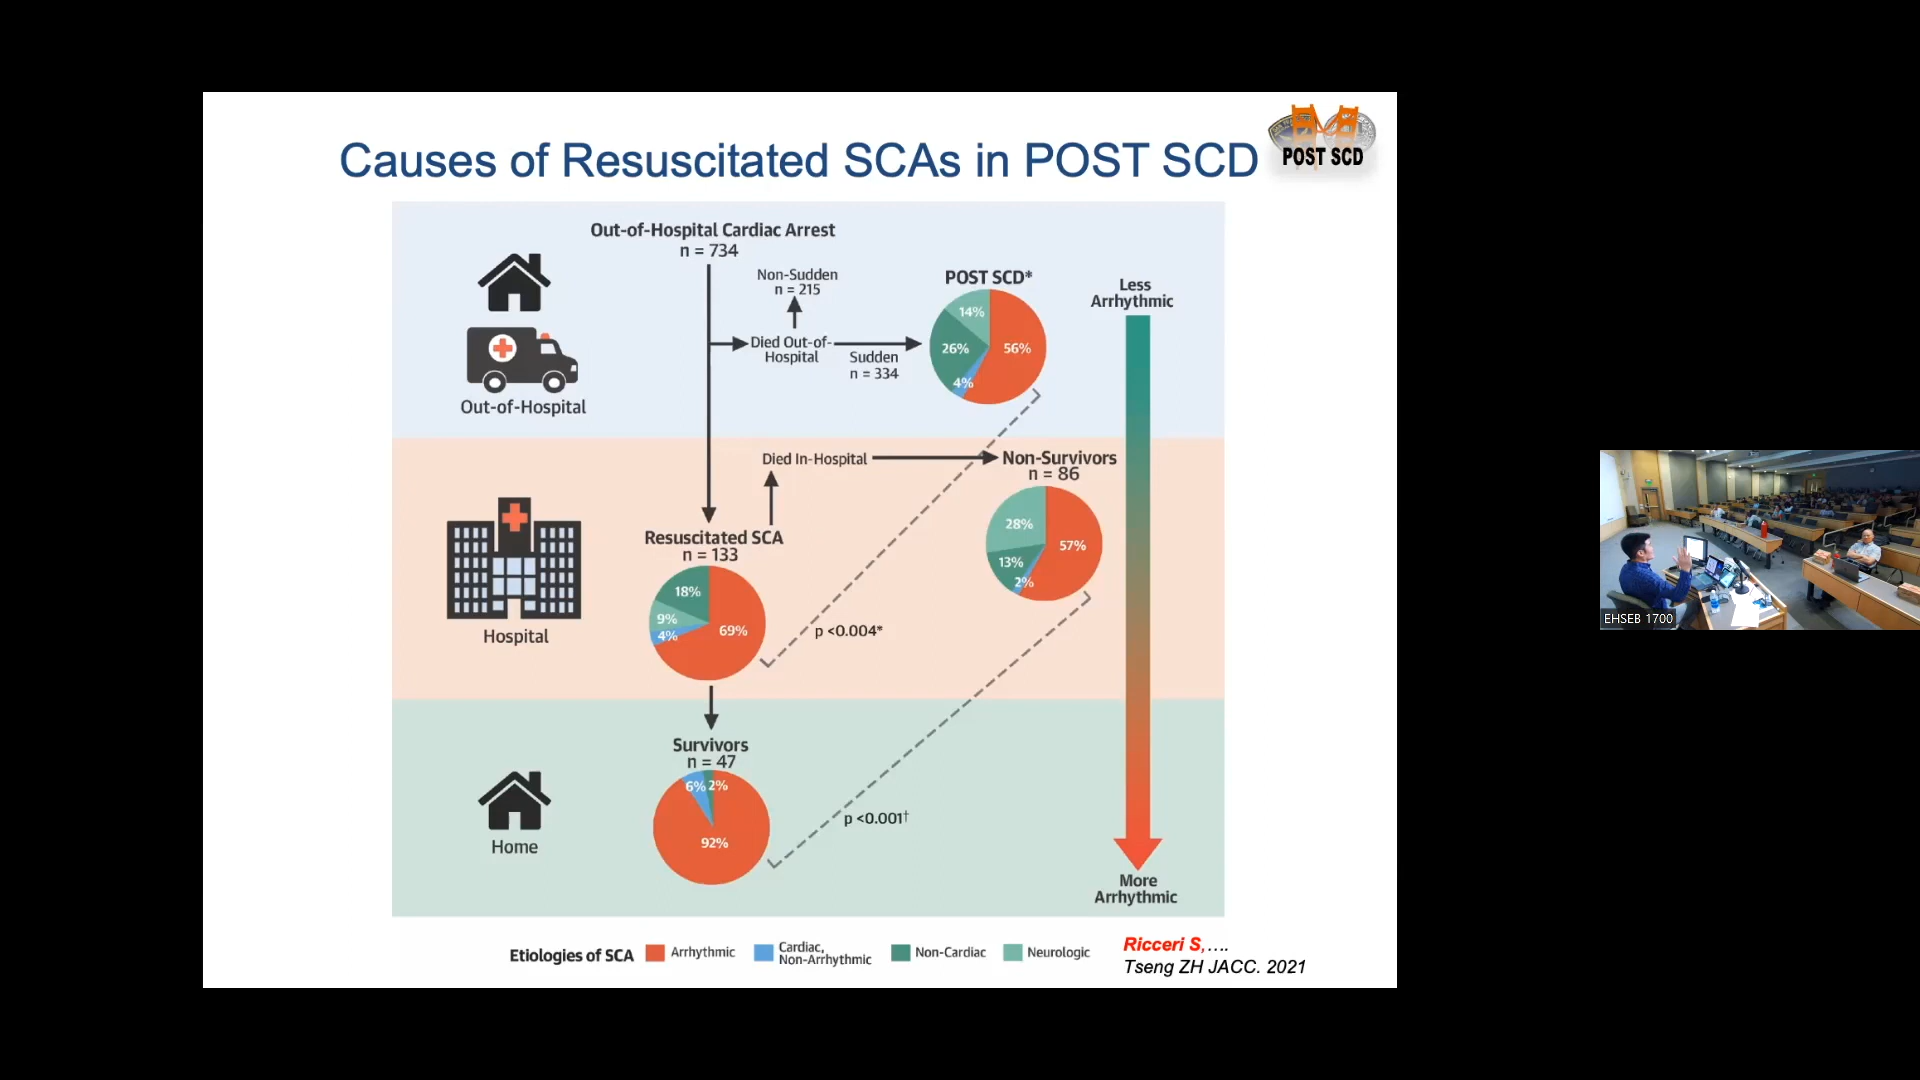 Causes of Resuscitated SCAs in POST SCD
POST SCD
Out-of-Hospital Cardiac Arrest
n = 734
Non-Sudden
n = 215
Died Out-of-
Hospital
Sudden
n = 334
POST SCD*
14%
26%
56%
4%
Less
Arrhythmic
Out-of-Hospital
Died In-Hospital
Non-Survivors
n = 86
28%
57%
13%
2%
Resuscitated SCA
n = 133
18%
9%
4%
69%
p <0.004*
Hospital
Survivors
n = 47
6%
2%
92%
p <0.001†
Home
More
Arrhythmic
Etiologies of SCA
Arrhythmic
Cardiac,
Non-Arrhythmic
Non-Cardiac
Neurologic
Ricceri S,....
Tseng ZH JACC. 2021
EHSEB 1700